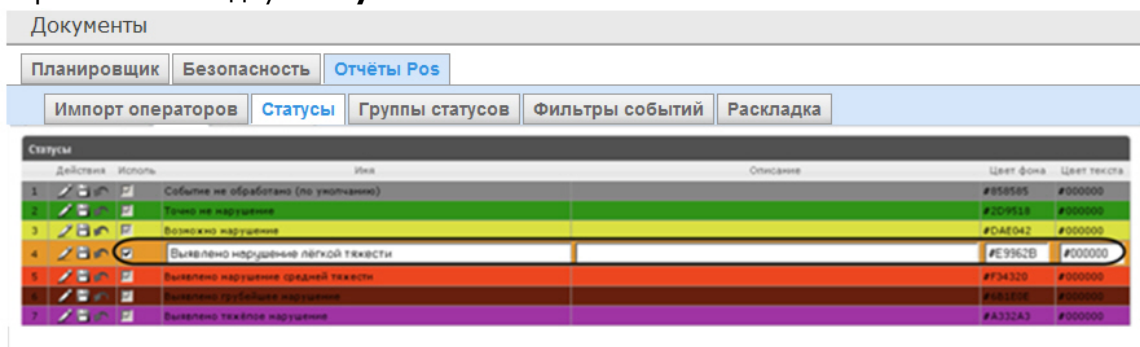 Документы
Планировщик Безопасность Отчёты Pos
Импорт операторов Статусы Группы статусов Фильтры событий Раскладка
Статусы
Действия Исполь. Имя Описание Цвет фона Цвет текста
1 Событие не обработано (по умолчанию) #858585 #000000
2 Точно не нарушение #2D9518 #000000
3 Возможно нарушение #DAE042 #000000
4 Выявлено нарушение лёгкой тяжести #E9962B #000000
5 Выявлено нарушение средней тяжести #F34320 #000000
6 Выявлено грубейшее нарушение #6B1E0E #000000
7 Выявлено тяжёлое нарушение #A332A3 #000000